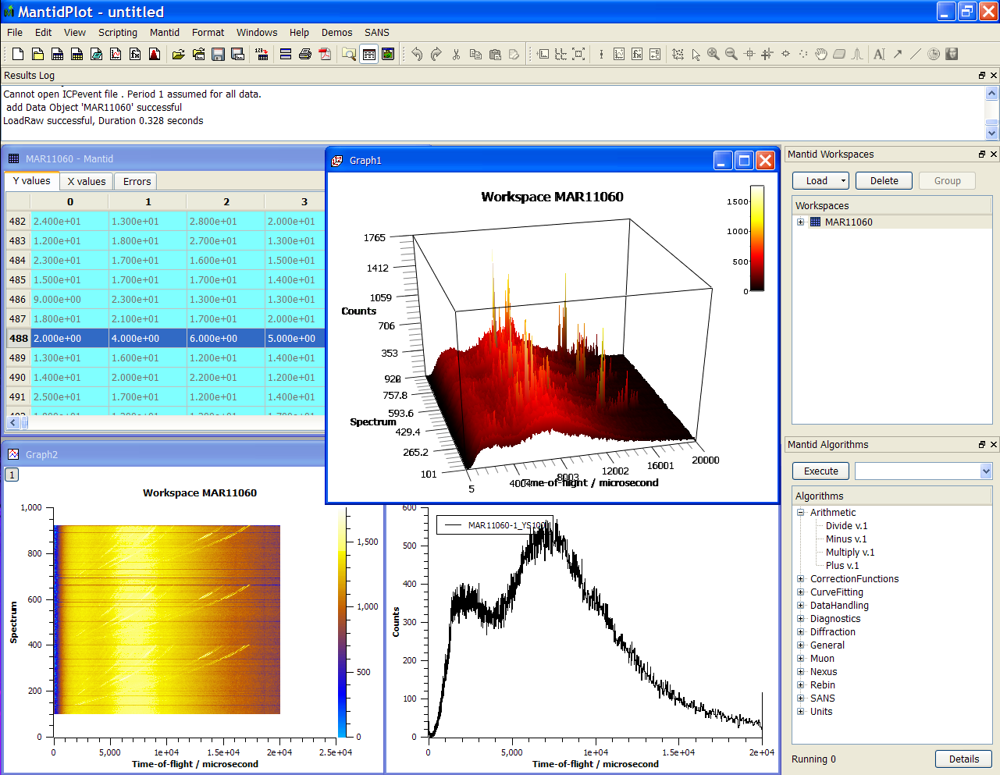 MantidPlot - untitled
File Edit View Scripting Mantid Format Windows Help Demos SANS
Results Log
Cannot open ICPevent file . Period 1 assumed for all data.
add Data Object 'MAR11060' successful
LoadRaw successful, Duration 0.328 seconds
MAR11060 - Mantid
Y values X values Errors
0 1 2 3
482 2.400e+01 1.300e+01 2.800e+01 2.000e+01
483 1.200e+01 1.800e+01 2.700e+01 1.300e+01
484 2.300e+01 1.700e+01 1.600e+01 1.500e+01
485 1.500e+01 1.700e+01 1.700e+01 1.400e+01
486 9.000e+00 2.300e+01 1.300e+01 1.300e+01
487 1.800e+01 2.100e+01 1.700e+01 2.000e+01
488 2.000e+00 4.000e+00 6.000e+00 5.000e+00
489 1.300e+01 1.600e+01 1.200e+01 1.400e+01
490 1.400e+01 2.000e+01 2.200e+01 1.200e+01
491 2.500e+01 1.700e+01 1.200e+01 1.400e+01
Graph1
Workspace MAR11060
1765
1412
1059
706
353
Counts
1500
1000
500
0
757.8
593.6
429.4
265.2
101
Spectrum
5
4004
8003
12002
16001
20000
Time-of-flight / microsecond
Mantid Workspaces
Load Delete Group
Workspaces
MAR11060
Graph2
1
Workspace MAR11060
1,000
800
600
400
200
0
Spectrum
0 5,000 1e+04 1.5e+04 2e+04 2.5e+04
Time-of-flight / microsecond
1,500
1,000
500
0
MAR11060-1_YS100
600
500
400
300
200
100
0
Counts
0 5,000 1e+04 1.5e+04 2e+04
Time-of-flight / microsecond
Mantid Algorithms
Execute
Algorithms
Arithmetic
Divide v.1
Minus v.1
Multiply v.1
Plus v.1
CorrectionFunctions
CurveFitting
DataHandling
Diagnostics
Diffraction
General
Muon
Nexus
Rebin
SANS
Units
Running 0
Details